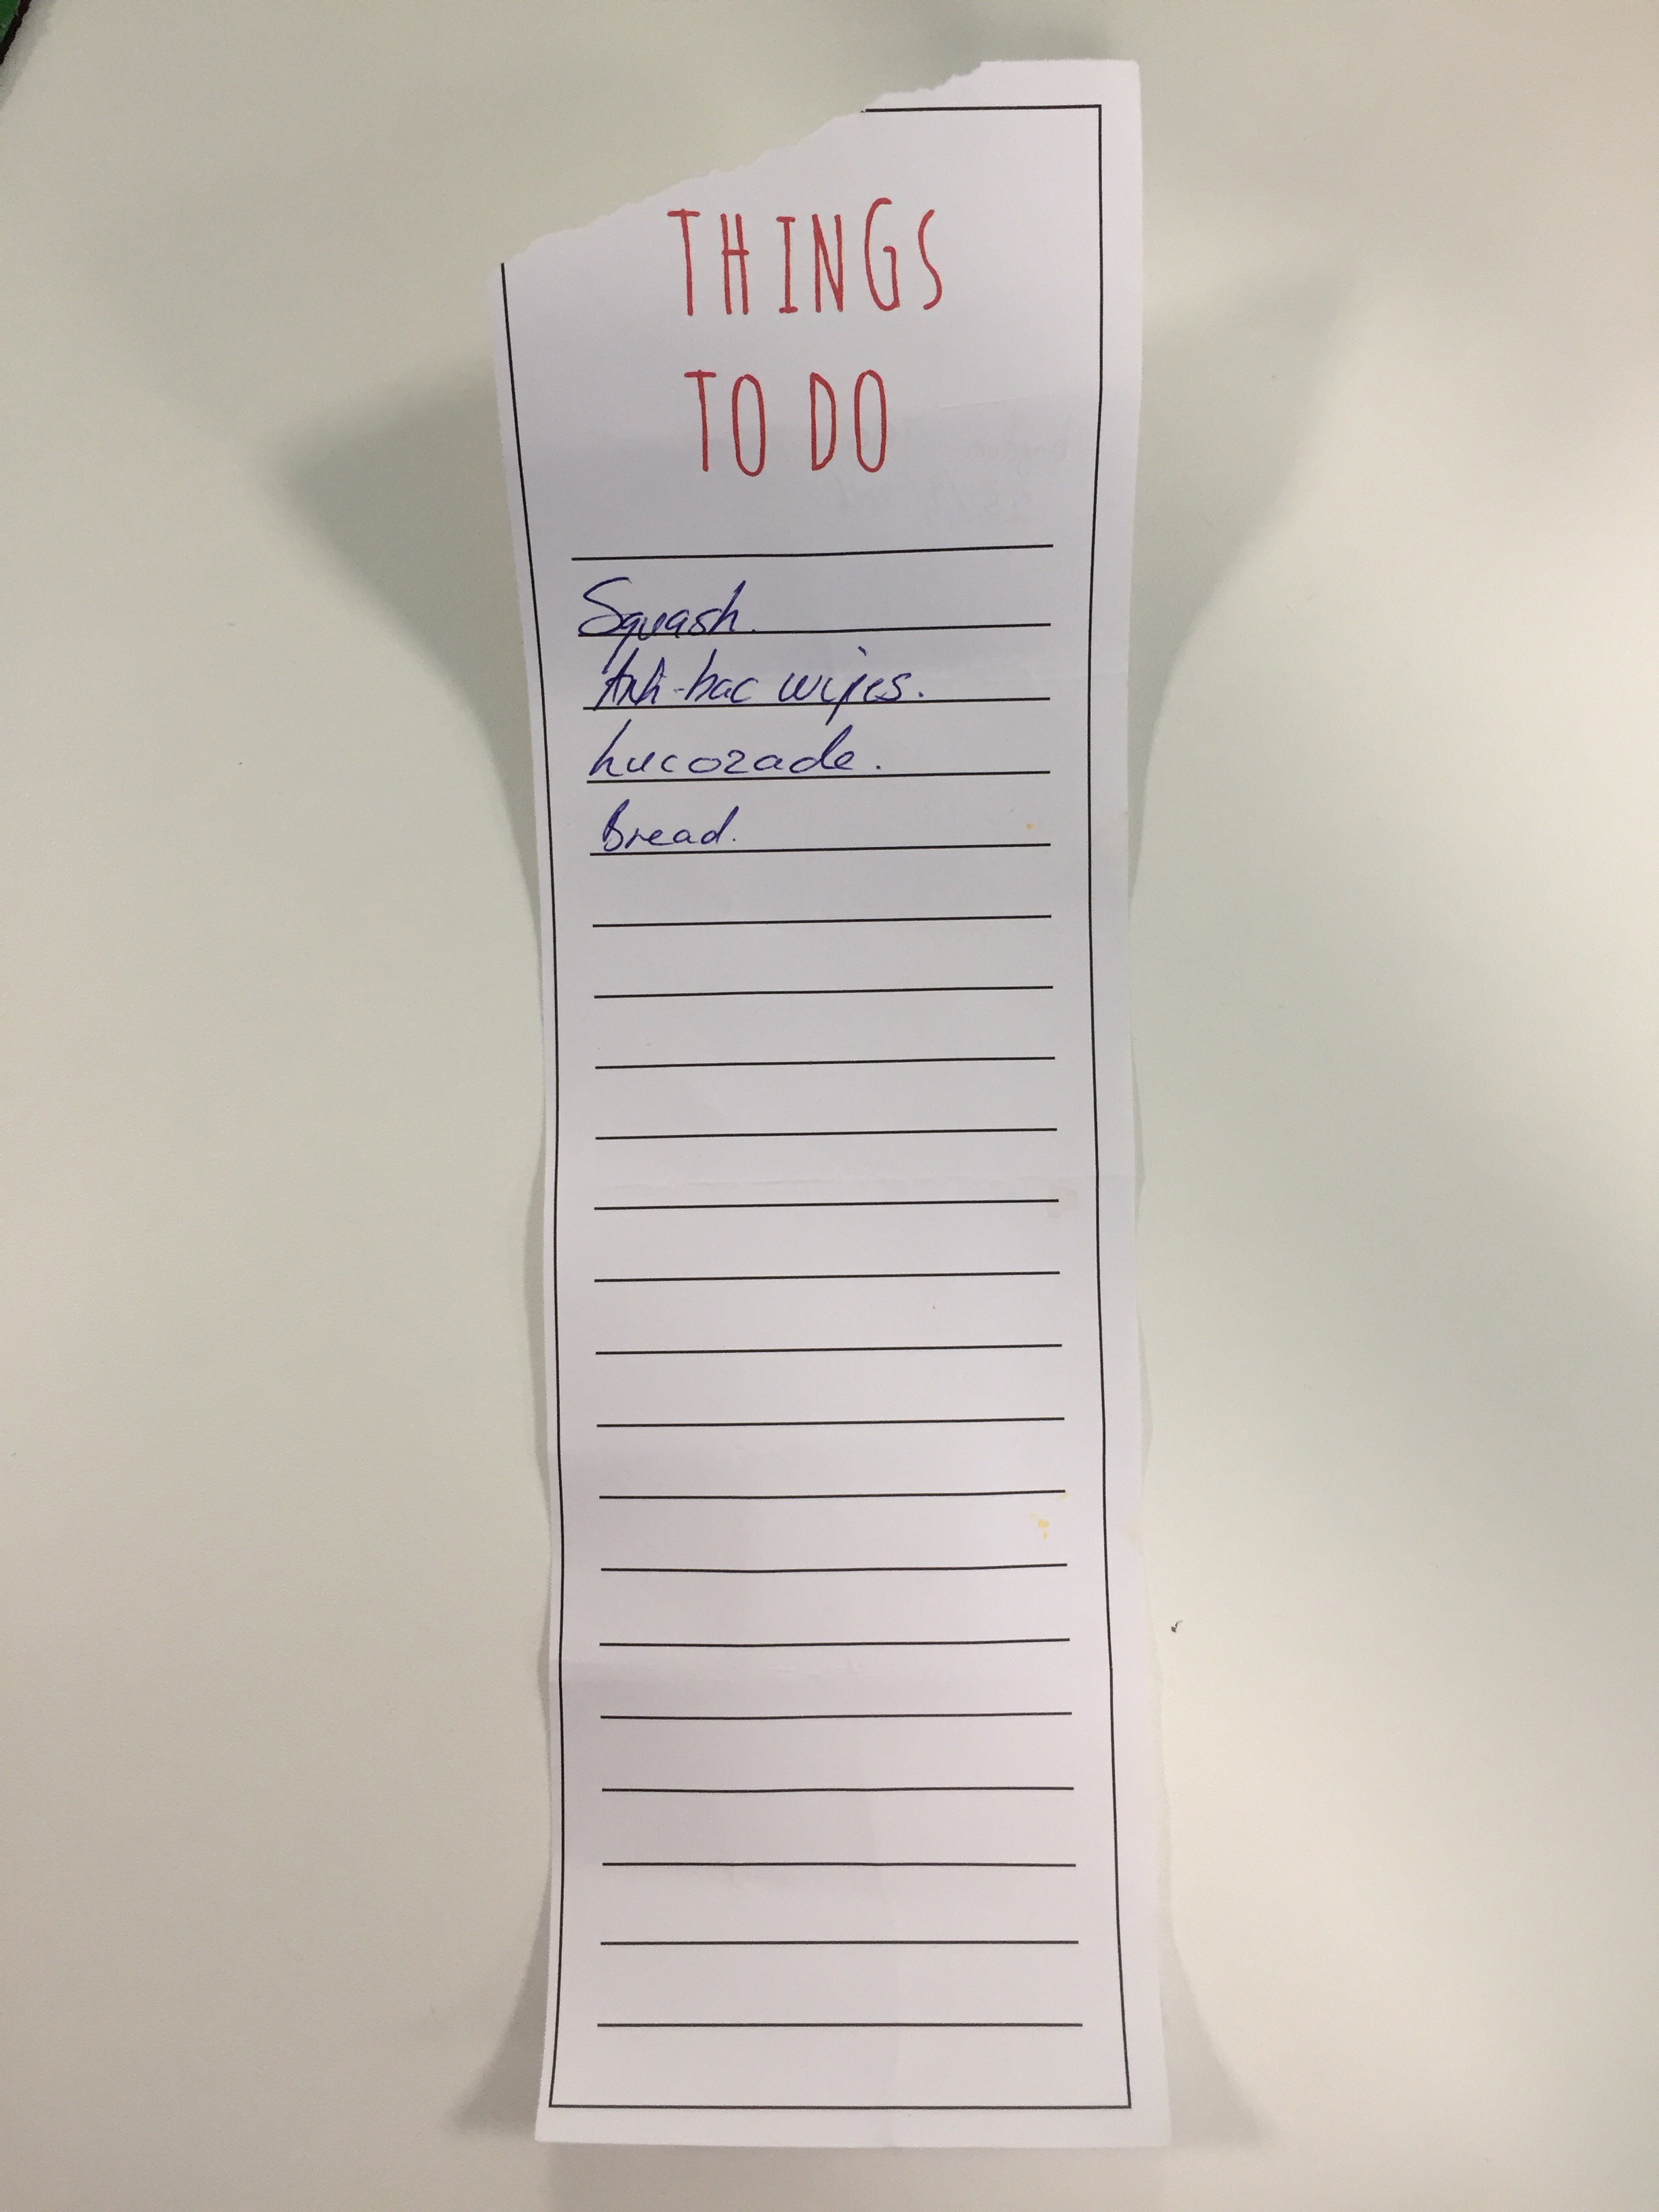 THINGS
TO DO
Squash.
Anti-bac wipes.
Lucozade.
Bread.